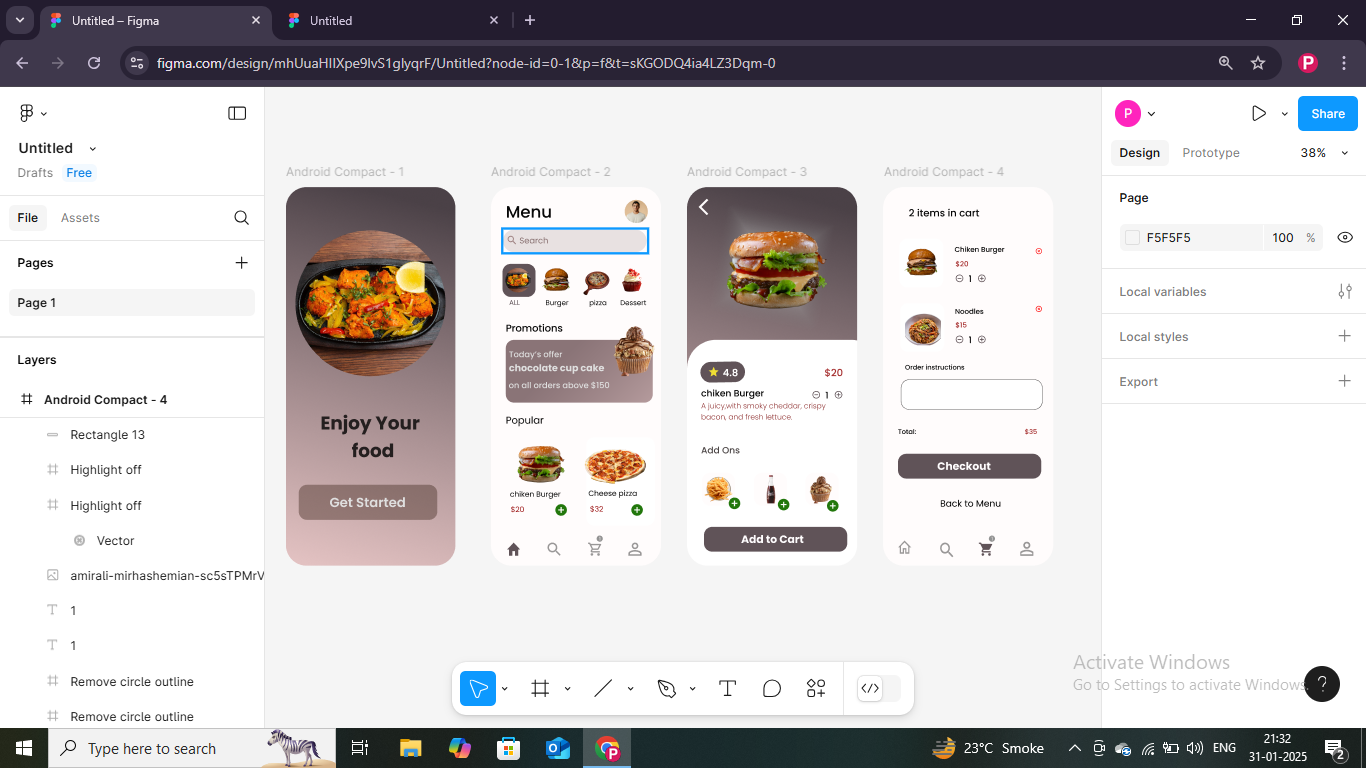 Untitled – Figma
Untitled
figma.com/design/mhUuaHIlXpe9lvS1glyqrF/Untitled?node-id=0-1&p=f&t=sKGODQ4ia4LZ3Dqm-0
P
Untitled
Drafts Free
File Assets
Pages
Page 1
Layers
Android Compact - 4
Rectangle 13
Highlight off
Highlight off
Vector
amirali-mirhashemian-sc5sTPMrV
1
1
Remove circle outline
Remove circle outline
Android Compact - 1
Enjoy Your
food
Get Started
Android Compact - 2
Menu
Search
ALL Burger pizza Dessert
Promotions
Today's offer
chocolate cup cake
on all orders above $150
Popular
chiken Burger Cheese pizza
$20 $32
Android Compact - 3
4.8 $20
chiken Burger 1
A juicy,with smoky cheddar, crispy
bacon, and fresh lettuce.
Add Ons
Add to Cart
Android Compact - 4
2 items in cart
Chiken Burger
$20
1
Noodles
$15
1
Order instructions
Total: $35
Checkout
Back to Menu
P Share
Design Prototype 38%
Page
F5F5F5 100 %
Local variables
Local styles
Export
Activate Windows
Go to Settings to activate Windows.
?
Type here to search
23°C Smoke
ENG
21:32
31-01-2025
2